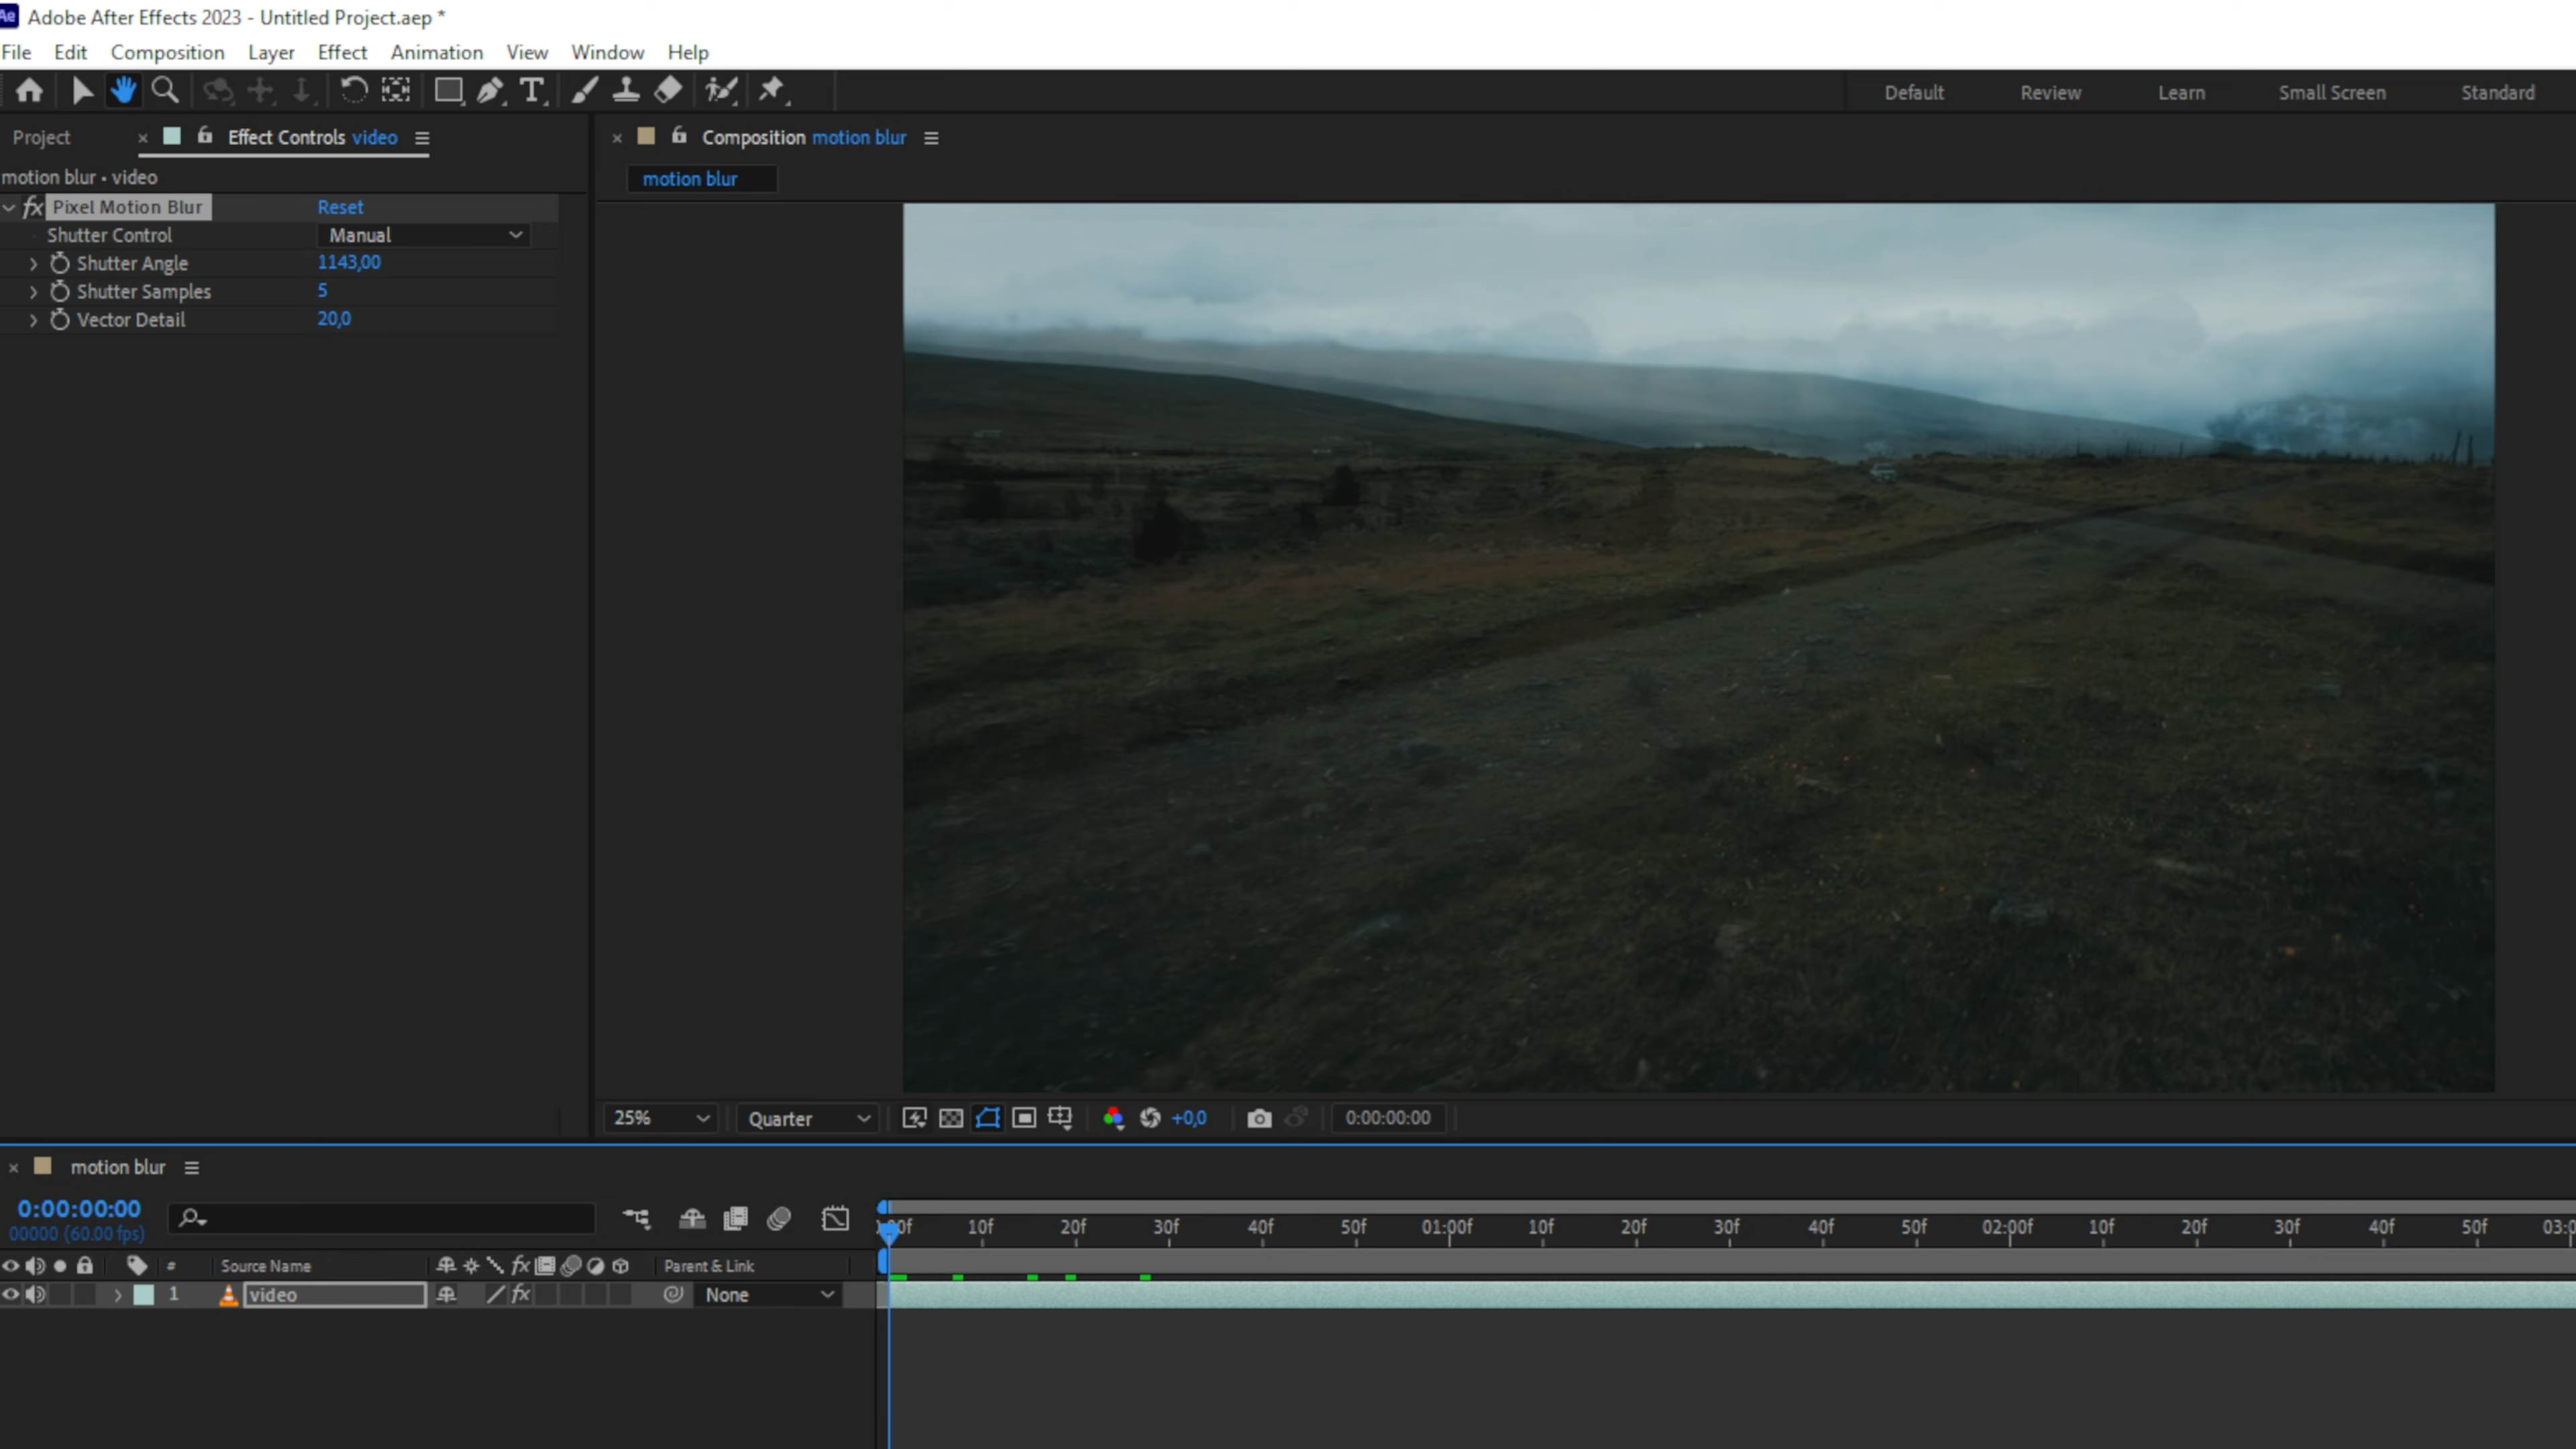 Ae Adobe After Effects 2023 - Untitled Project.aep *
File Edit Composition Layer Effect Animation View Window Help
T Default Review Learn Small Screen Standard
Project × Effect Controls video × Composition motion blur
motion blur • video
motion blur
fx Pixel Motion Blur Reset
Shutter Control Manual
Shutter Angle 1143,00
Shutter Samples 5
Vector Detail 20,0
25% Quarter +0,0 0:00:00:00
× motion blur
0:00:00:00
00000 (60.00 fps)
10f 20f 30f 40f 50f 01:00f 10f 20f 30f 40f 50f 02:00f 10f 20f 30f 40f 50f
# Source Name fx Parent & Link
1 video fx None